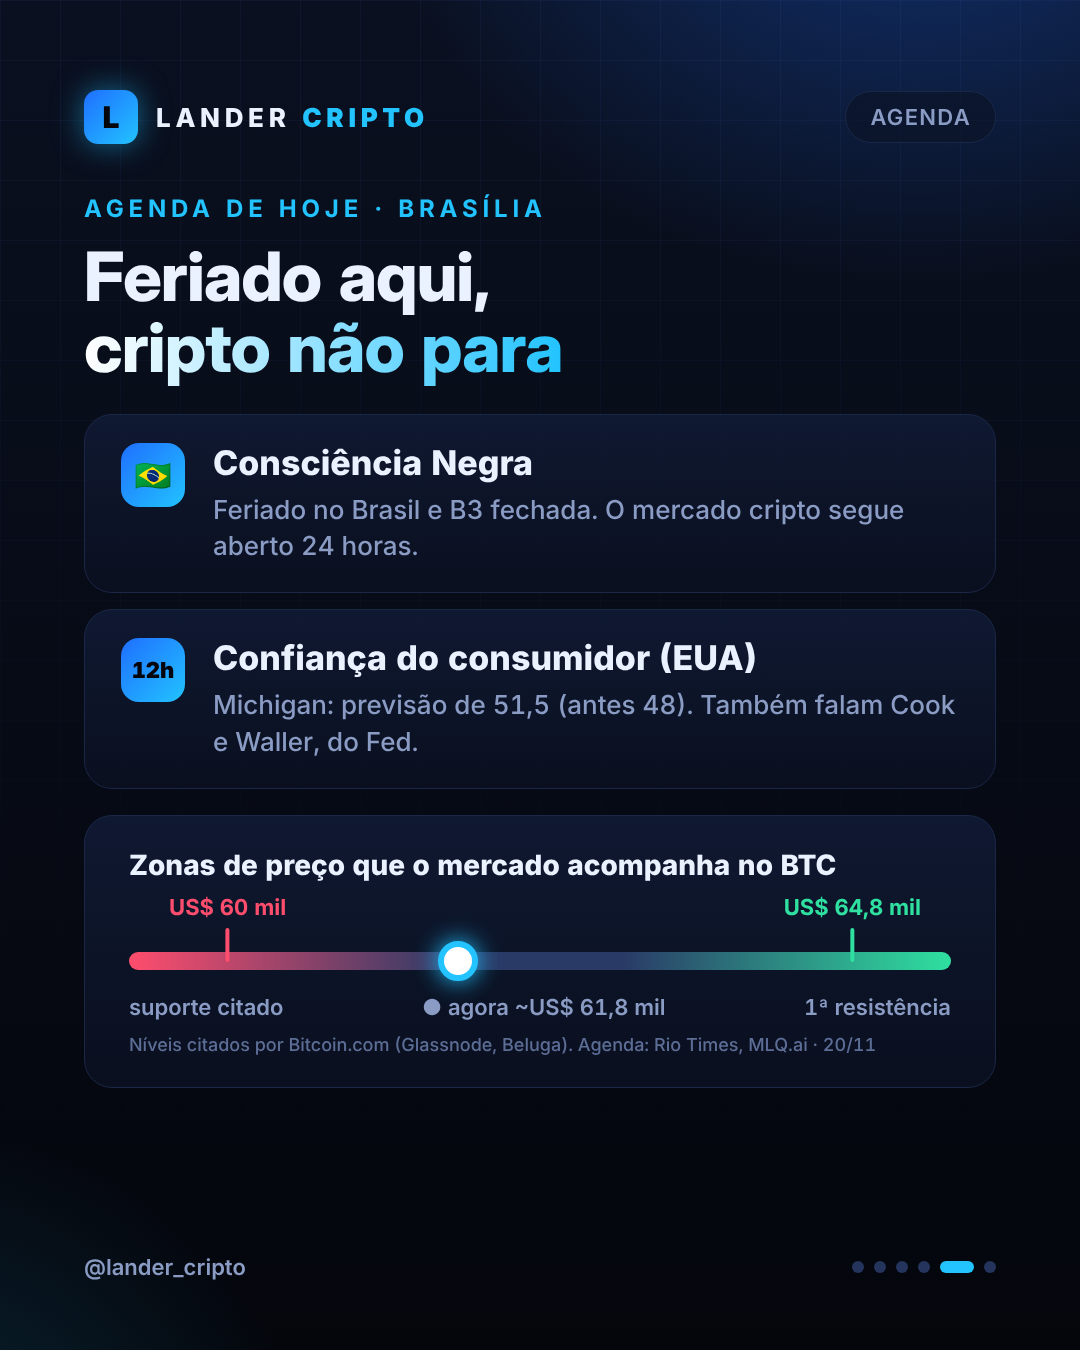 L LANDER CRIPTO
AGENDA
AGENDA DE HOJE · BRASÍLIA
Feriado aqui,
cripto não para
Consciência Negra
Feriado no Brasil e B3 fechada. O mercado cripto segue
aberto 24 horas.
12h
Confiança do consumidor (EUA)
Michigan: previsão de 51,5 (antes 48). Também falam Cook
e Waller, do Fed.
Zonas de preço que o mercado acompanha no BTC
US$ 60 mil
US$ 64,8 mil
suporte citado
agora ~US$ 61,8 mil
1ª resistência
Níveis citados por Bitcoin.com (Glassnode, Beluga). Agenda: Rio Times, MLQ.ai · 20/11
@lander_cripto